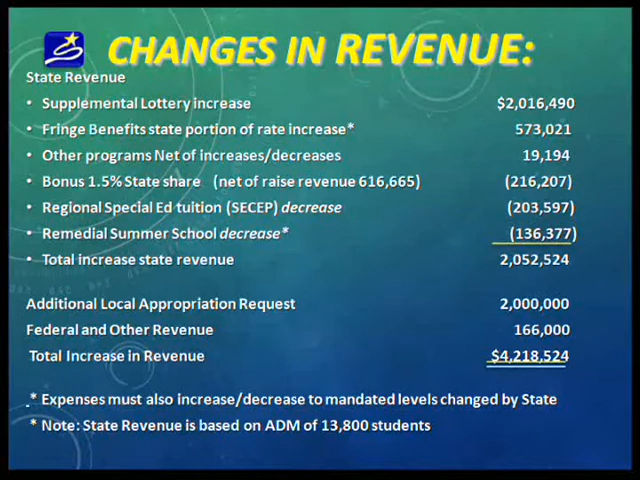 CHANGES IN REVENUE:
State Revenue
• Supplemental Lottery increase $2,016,490
• Fringe Benefits state portion of rate increase* 573,021
• Other programs Net of increases/decreases 19,194
• Bonus 1.5% State share (net of raise revenue 616,665) (216,207)
• Regional Special Ed tuition (SECEP) decrease (203,597)
• Remedial Summer School decrease* (136,377)
• Total increase state revenue 2,052,524
Additional Local Appropriation Request 2,000,000
Federal and Other Revenue 166,000
Total Increase in Revenue $4,218,524
* Expenses must also increase/decrease to mandated levels changed by State
* Note: State Revenue is based on ADM of 13,800 students